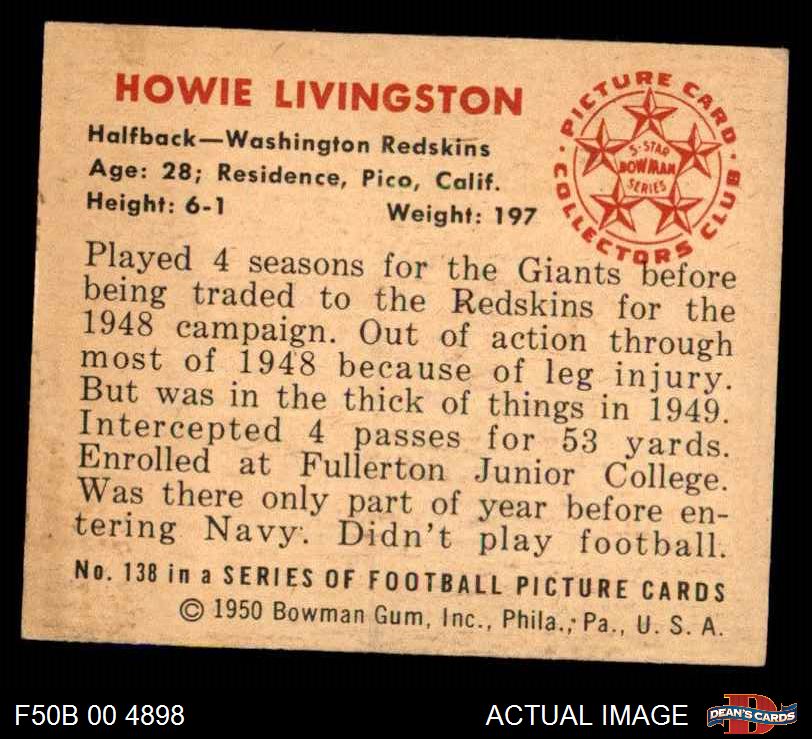 HOWIE LIVINGSTON
Halfback—Washington Redskins
Age: 28; Residence, Pico, Calif.
Height: 6-1 Weight: 197
PICTURE CARD
COLLECTORS CLUB
5-STAR
BOWMAN
SERIES
Played 4 seasons for the Giants before
being traded to the Redskins for the
1948 campaign. Out of action through
most of 1948 because of leg injury.
But was in the thick of things in 1949.
Intercepted 4 passes for 53 yards.
Enrolled at Fullerton Junior College.
Was there only part of year before en-
tering Navy. Didn't play football.
No. 138 in a SERIES OF FOOTBALL PICTURE CARDS
© 1950 Bowman Gum, Inc., Phila., Pa., U. S. A.
F50B 00 4898
ACTUAL IMAGE
D
DEAN'S CARDS